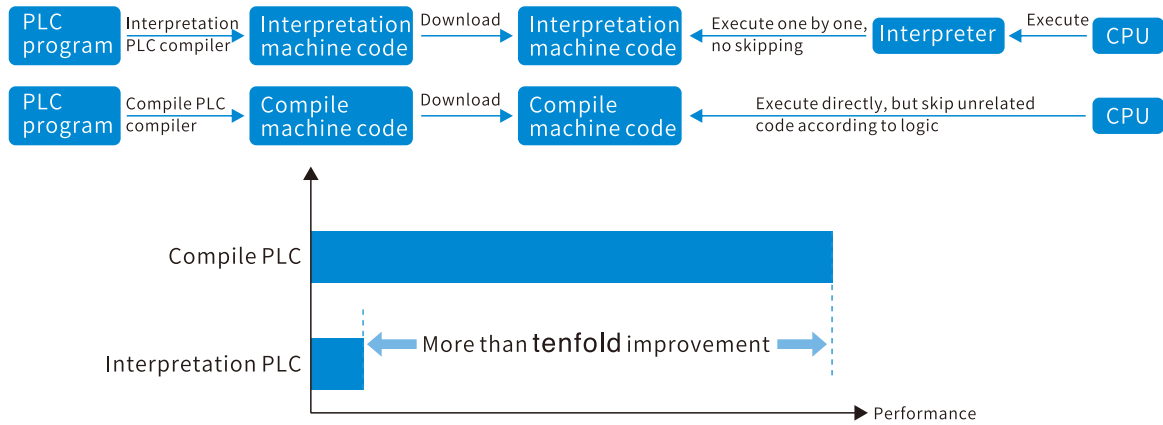 PLC program
Interpretation PLC compiler
Interpretation machine code
Download
Interpretation machine code
Execute one by one, no skipping
Interpreter
Execute
CPU
PLC program
Compile PLC compiler
Compile machine code
Download
Compile machine code
Execute directly, but skip unrelated code according to logic
CPU
Compile PLC
Interpretation PLC
More than tenfold improvement
Performance